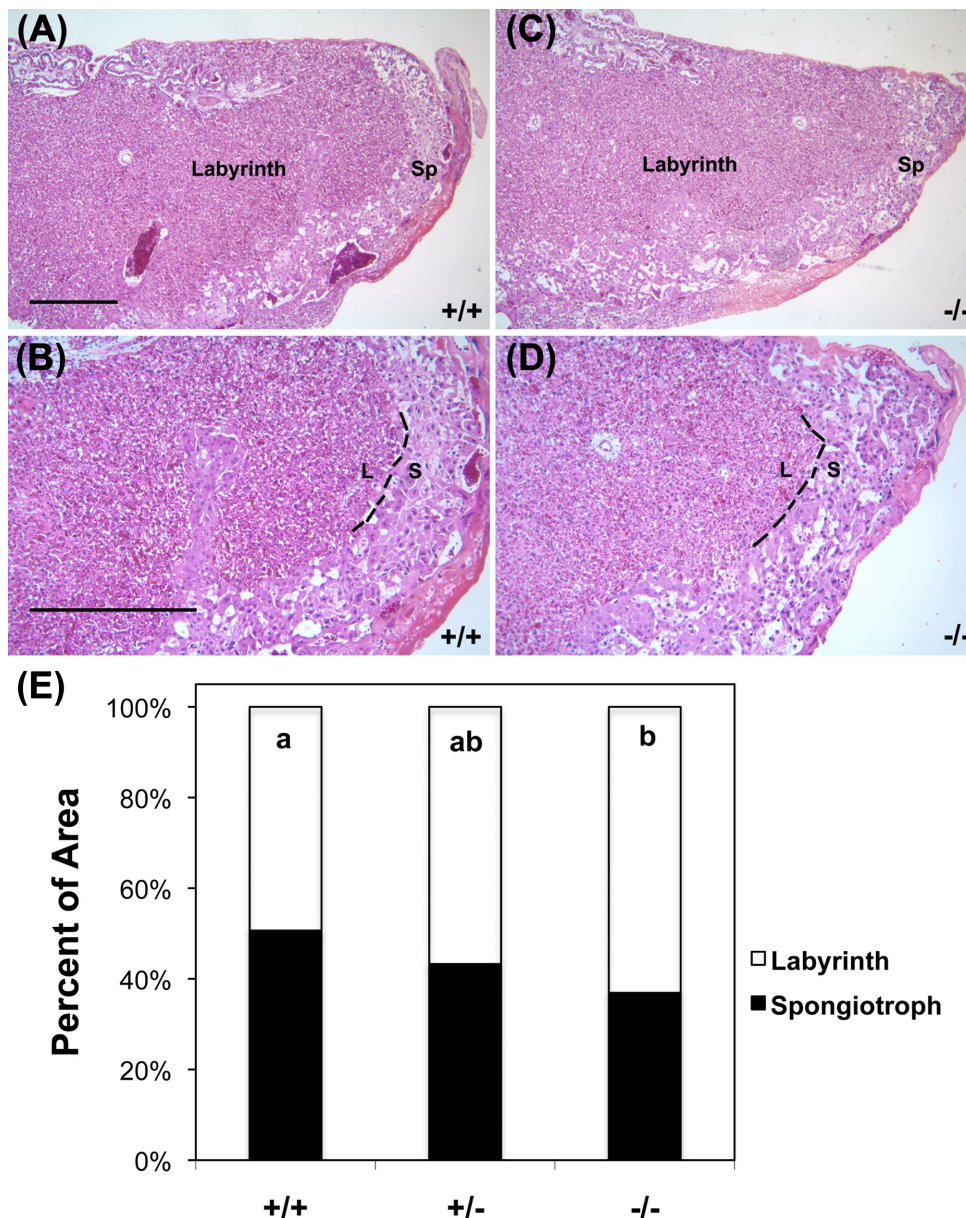 (A)
Labyrinth
Sp
+/+
(C)
Labyrinth
Sp
-/-
(B)
L
S
+/+
(D)
L
S
-/-
(E)
Percent of Area
100%
80%
60%
40%
20%
0%
a
ab
b
+/+
+/-
-/-
Labyrinth
Spongiotroph